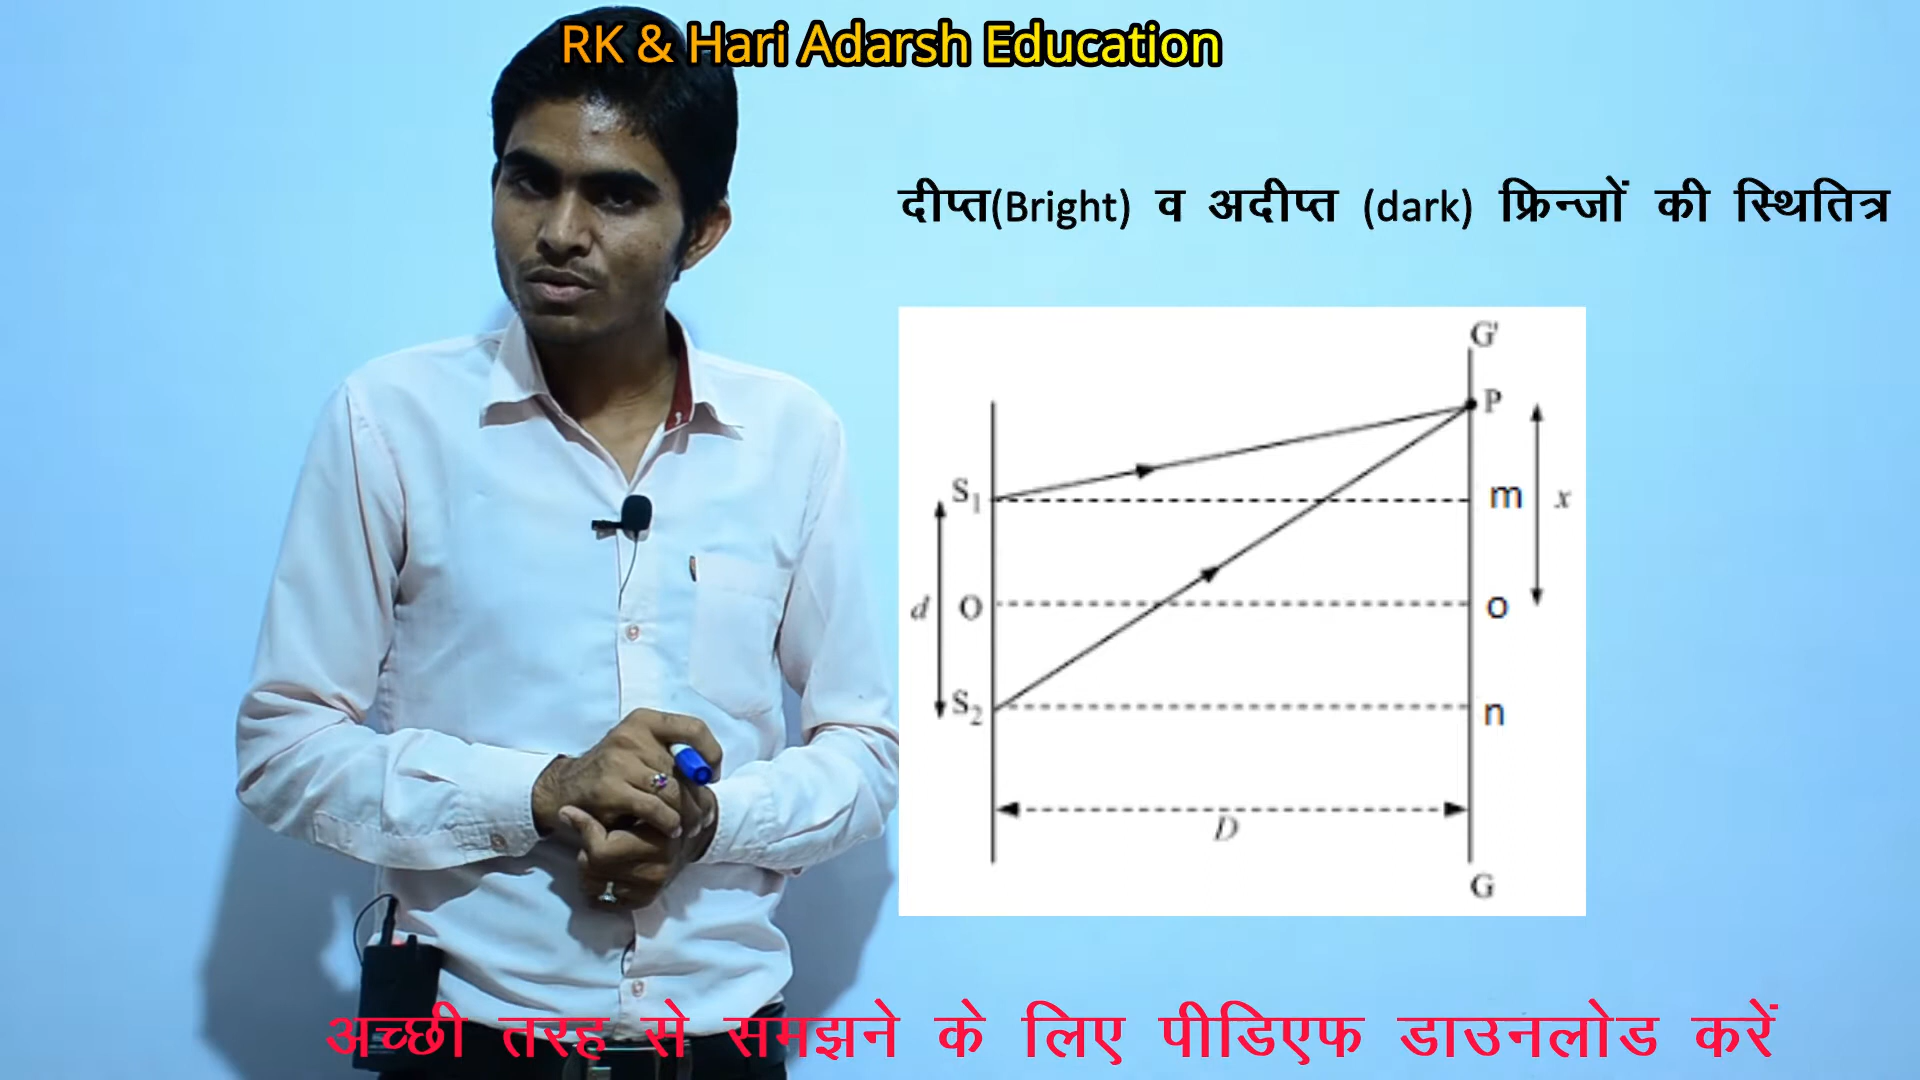 RK & Hari Adarsh Education
दीप्त(Bright) व अदीप्त (dark) फ्रिन्जों की स्थितित्र
G'
P
S1
m
x
d
O
o
S2
n
D
G
अच्छी तरह से समझने के लिए पीडिएफ डाउनलोड करें